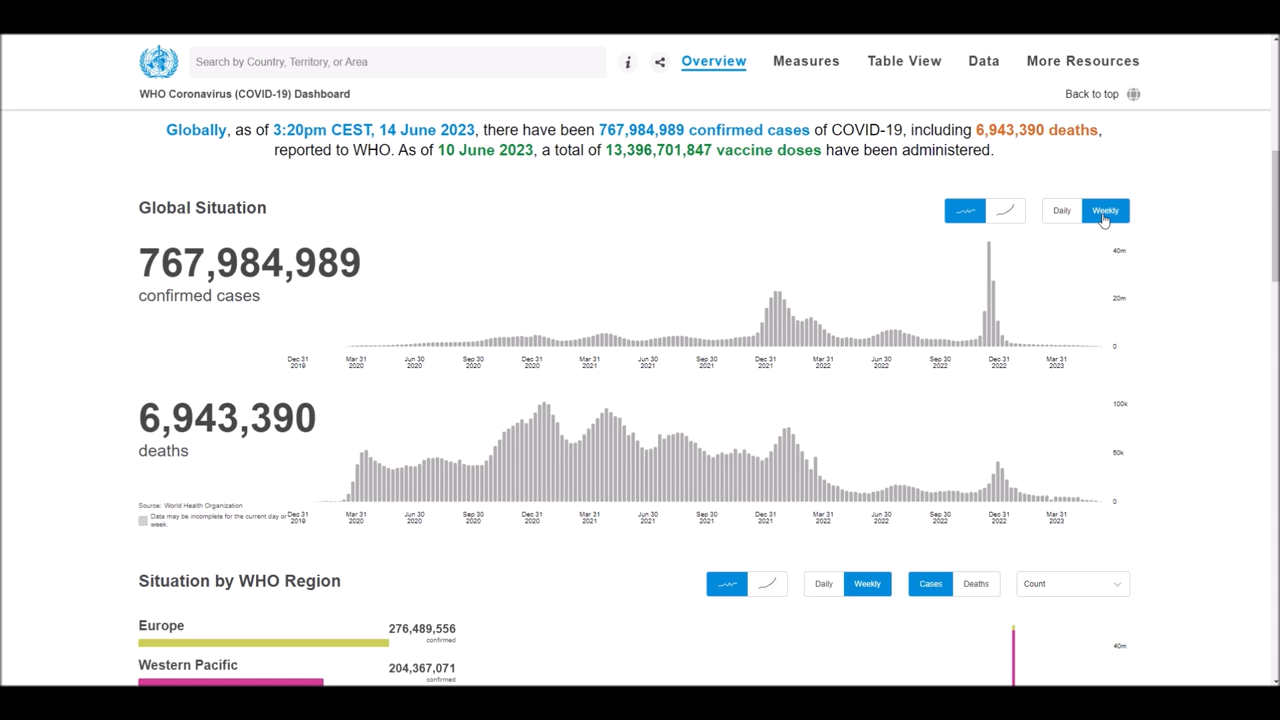 Search by Country, Territory, or Area
i
Overview
Measures
Table View
Data
More Resources
WHO Coronavirus (COVID-19) Dashboard
Back to top
Globally, as of 3:20pm CEST, 14 June 2023, there have been 767,984,989 confirmed cases of COVID-19, including 6,943,390 deaths,
reported to WHO. As of 10 June 2023, a total of 13,396,701,847 vaccine doses have been administered.
Global Situation
Daily
Weekly
767,984,989
confirmed cases
40m
20m
0
Dec 31 2019
Mar 31 2020
Jun 30 2020
Sep 30 2020
Dec 31 2020
Mar 31 2021
Jun 30 2021
Sep 30 2021
Dec 31 2021
Mar 31 2022
Jun 30 2022
Sep 30 2022
Dec 31 2022
Mar 31 2023
6,943,390
deaths
100k
50k
0
Source: World Health Organization
Data may be incomplete for the current day or
week.
Dec 31 2019
Mar 31 2020
Jun 30 2020
Sep 30 2020
Dec 31 2020
Mar 31 2021
Jun 30 2021
Sep 30 2021
Dec 31 2021
Mar 31 2022
Jun 30 2022
Sep 30 2022
Dec 31 2022
Mar 31 2023
Situation by WHO Region
Daily
Weekly
Cases
Deaths
Count
Europe
276,489,556
confirmed
Western Pacific
204,367,071
confirmed
40m